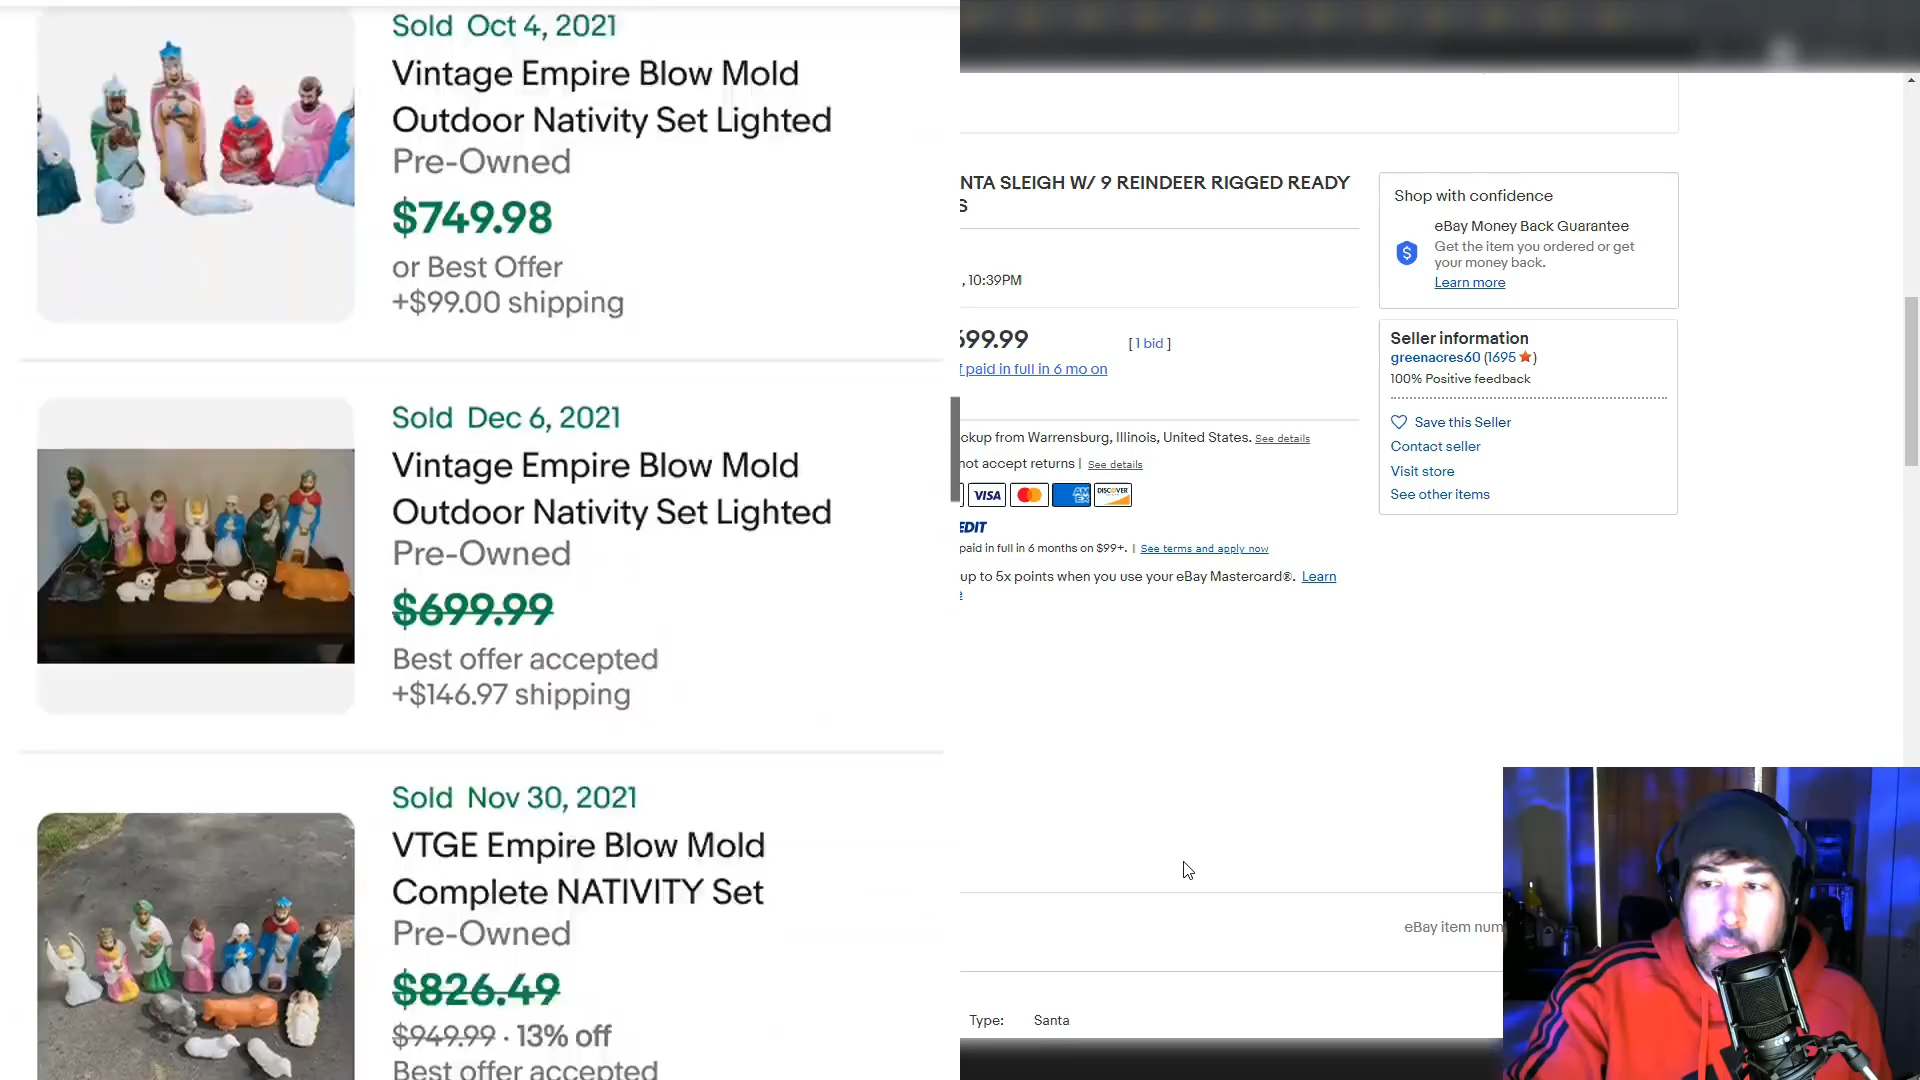 Sold Oct 4, 2021
Vintage Empire Blow Mold
Outdoor Nativity Set Lighted
Pre-Owned
$749.98
or Best Offer
+$99.00 shipping
Sold Dec 6, 2021
Vintage Empire Blow Mold
Outdoor Nativity Set Lighted
Pre-Owned
$699.99
Best offer accepted
+$146.97 shipping
Sold Nov 30, 2021
VTGE Empire Blow Mold
Complete NATIVITY Set
Pre-Owned
$826.49
$949.99 · 13% off
Best offer accepted
NTA SLEIGH W/ 9 REINDEER RIGGED READY
S
, 10:39PM
699.99
[ 1 bid ]
f paid in full in 6 mo on
ckup from Warrensburg, Illinois, United States. See details
not accept returns | See details
VISA
AMEX
DISCOVER
EDIT
paid in full in 6 months on $99+. | See terms and apply now
up to 5x points when you use your eBay Mastercard®. Learn
e
Shop with confidence
eBay Money Back Guarantee
Get the item you ordered or get
your money back.
Learn more
Seller information
greenacres60 (1695 ★)
100% Positive feedback
Save this Seller
Contact seller
Visit store
See other items
eBay item num
Type: Santa